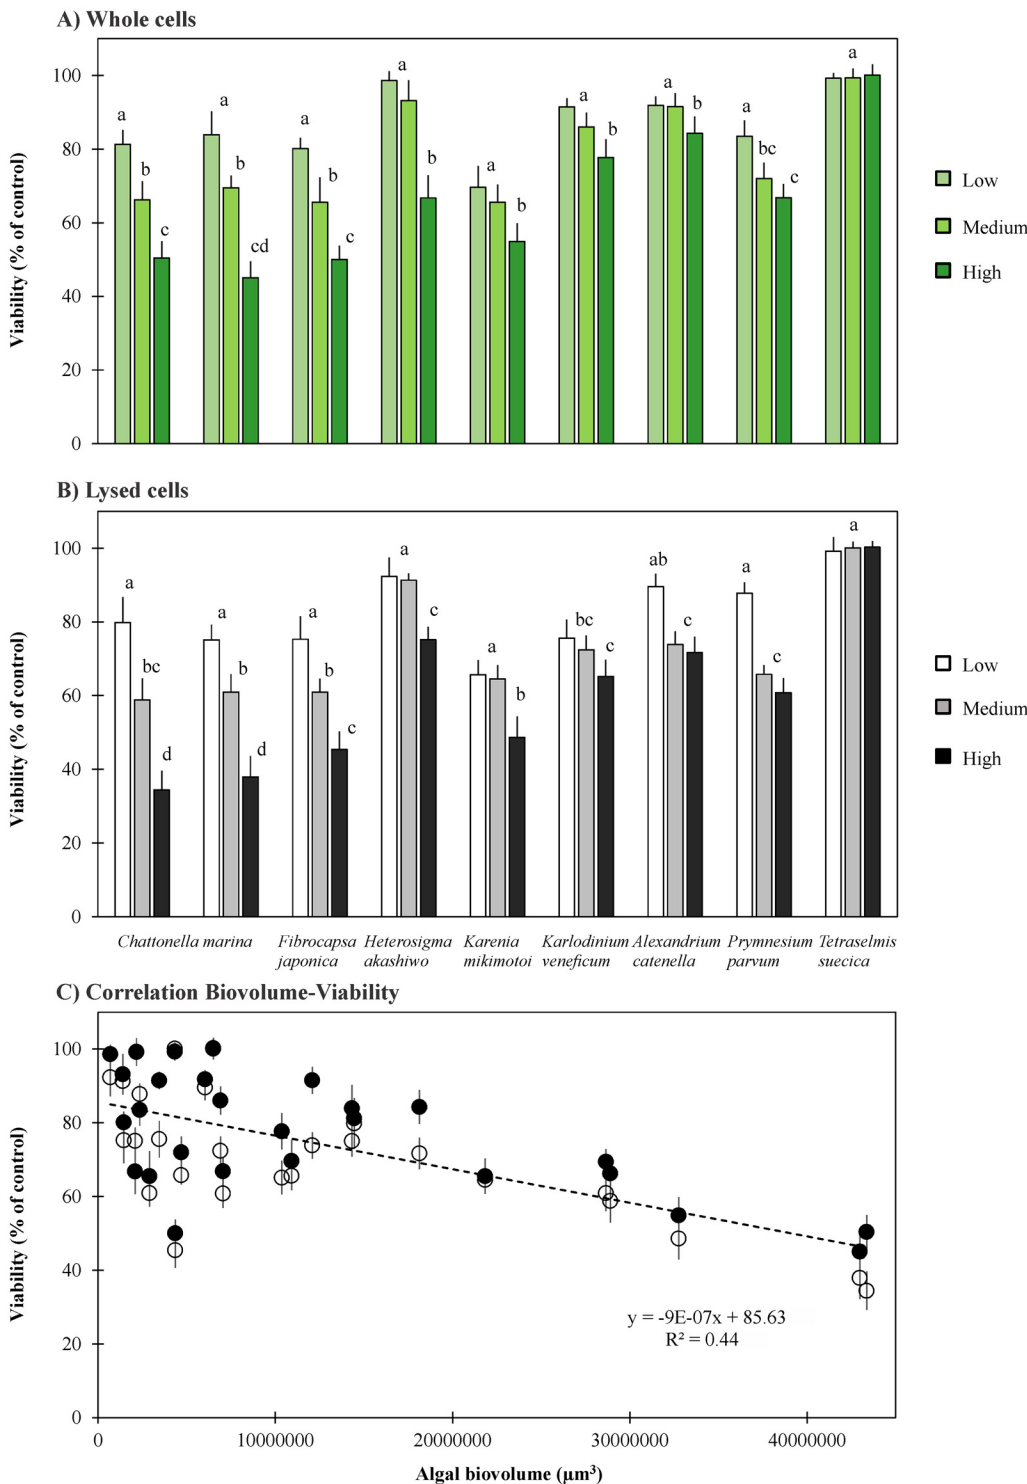 A) Whole cells
Viability (% of control)
100
80
60
40
20
0
a
b
c
a
b
cd
a
b
c
a
b
a
b
a
b
a
b
a
bc
c
a
Low
Medium
High
B) Lysed cells
Viability (% of control)
100
80
60
40
20
0
a
bc
d
a
b
d
a
b
c
a
c
a
b
bc
c
ab
c
a
c
a
Low
Medium
High
Chattonella marina
Fibrocapsa
japonica
Heterosigma
akashiwo
Karenia
mikimotoi
Karlodinium
veneficum
Alexandrium
catenella
Prymnesium
parvum
Tetraselmis
suecica
C) Correlation Biovolume-Viability
Viability (% of control)
100
80
60
40
20
0
y = -9E-07x + 85.63
R² = 0.44
0
10000000
20000000
30000000
40000000
Algal biovolume (µm³)